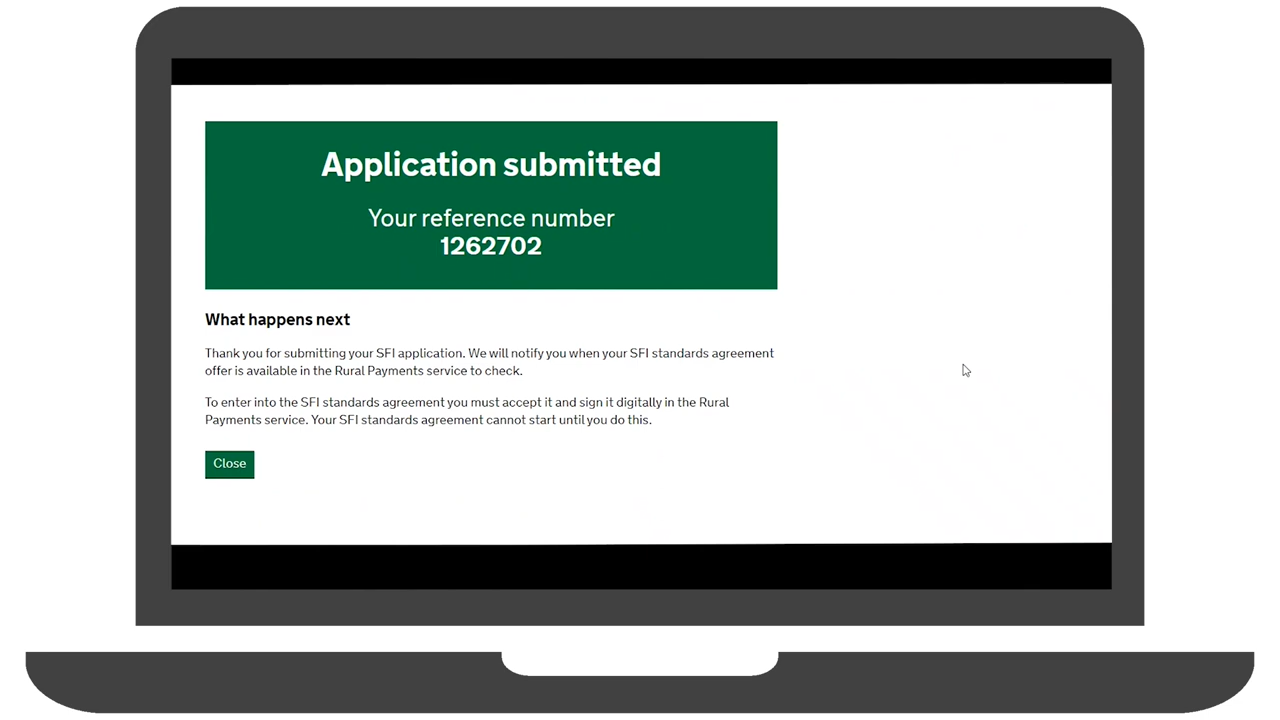 Application submitted
Your reference number
1262702
What happens next
Thank you for submitting your SFI application. We will notify you when your SFI standards agreement
offer is available in the Rural Payments service to check.
To enter into the SFI standards agreement you must accept it and sign it digitally in the Rural
Payments service. Your SFI standards agreement cannot start until you do this.
Close